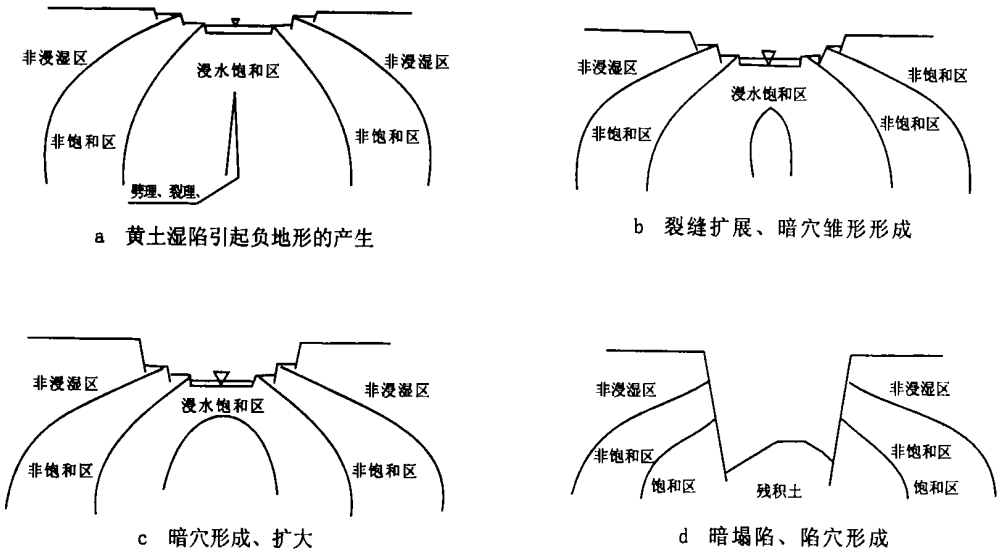 非浸湿区
浸水饱和区
非浸湿区
非饱和区
非饱和区
劈理、裂理、
a 黄土湿陷引起负地形的产生
非浸湿区
浸水饱和区
非饱和区
非饱和区
非饱和区
b 裂缝扩展、暗穴雏形形成
非浸湿区
浸水饱和区
非浸湿区
非饱和区
非饱和区
c 暗穴形成、扩大
非浸湿区
非浸湿区
非饱和区
非饱和区
饱和区
残积土
饱和区
d 暗塌陷、陷穴形成